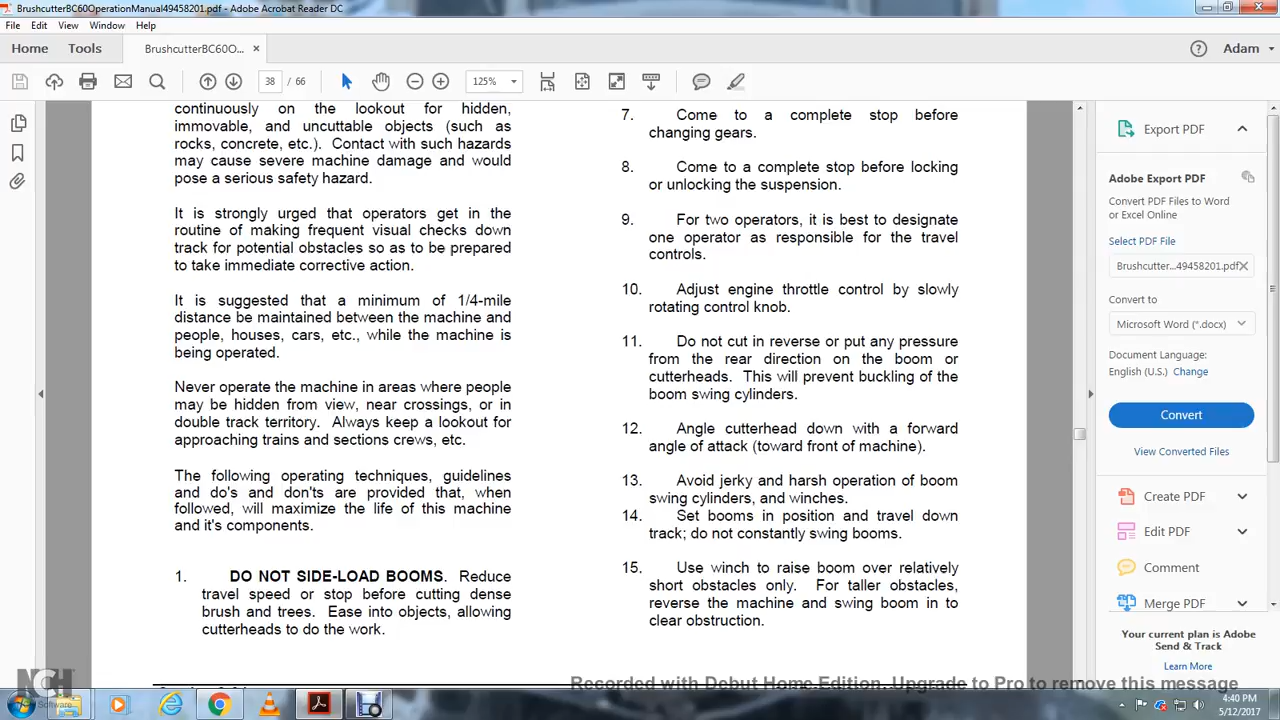 BrushcutterBC60OperationManual49458201.pdf - Adobe Acrobat Reader DC
File Edit View Window Help
Home Tools BrushcutterBC60O... × Adam
38 / 66 125%
continuously on the lookout for hidden,
immovable, and uncuttable objects (such as
rocks, concrete, etc.). Contact with such hazards
may cause severe machine damage and would
pose a serious safety hazard.
It is strongly urged that operators get in the
routine of making frequent visual checks down
track for potential obstacles so as to be prepared
to take immediate corrective action.
It is suggested that a minimum of 1/4-mile
distance be maintained between the machine and
people, houses, cars, etc., while the machine is
being operated.
Never operate the machine in areas where people
may be hidden from view, near crossings, or in
double track territory. Always keep a lookout for
approaching trains and sections crews, etc.
The following operating techniques, guidelines
and do's and don'ts are provided that, when
followed, will maximize the life of this machine
and it's components.
1. DO NOT SIDE-LOAD BOOMS. Reduce
travel speed or stop before cutting dense
brush and trees. Ease into objects, allowing
cutterheads to do the work.
7. Come to a complete stop before
changing gears.
8. Come to a complete stop before locking
or unlocking the suspension.
9. For two operators, it is best to designate
one operator as responsible for the travel
controls.
10. Adjust engine throttle control by slowly
rotating control knob.
11. Do not cut in reverse or put any pressure
from the rear direction on the boom or
cutterheads. This will prevent buckling of the
boom swing cylinders.
12. Angle cutterhead down with a forward
angle of attack (toward front of machine).
13. Avoid jerky and harsh operation of boom
swing cylinders, and winches.
14. Set booms in position and travel down
track; do not constantly swing booms.
15. Use winch to raise boom over relatively
short obstacles only. For taller obstacles,
reverse the machine and swing boom in to
clear obstruction.
Export PDF
Adobe Export PDF
Convert PDF Files to Word
or Excel Online
Select PDF File
Brushcutter...49458201.pdf
Convert to
Microsoft Word (*.docx)
Document Language:
English (U.S.) Change
Convert
View Converted Files
Create PDF
Edit PDF
Comment
Merge PDF
Your current plan is Adobe
Send & Track
Learn More
NCH
Software
Recorded with Debut Home Edition. Upgrade to Pro to remove this message
4:40 PM
5/12/2017